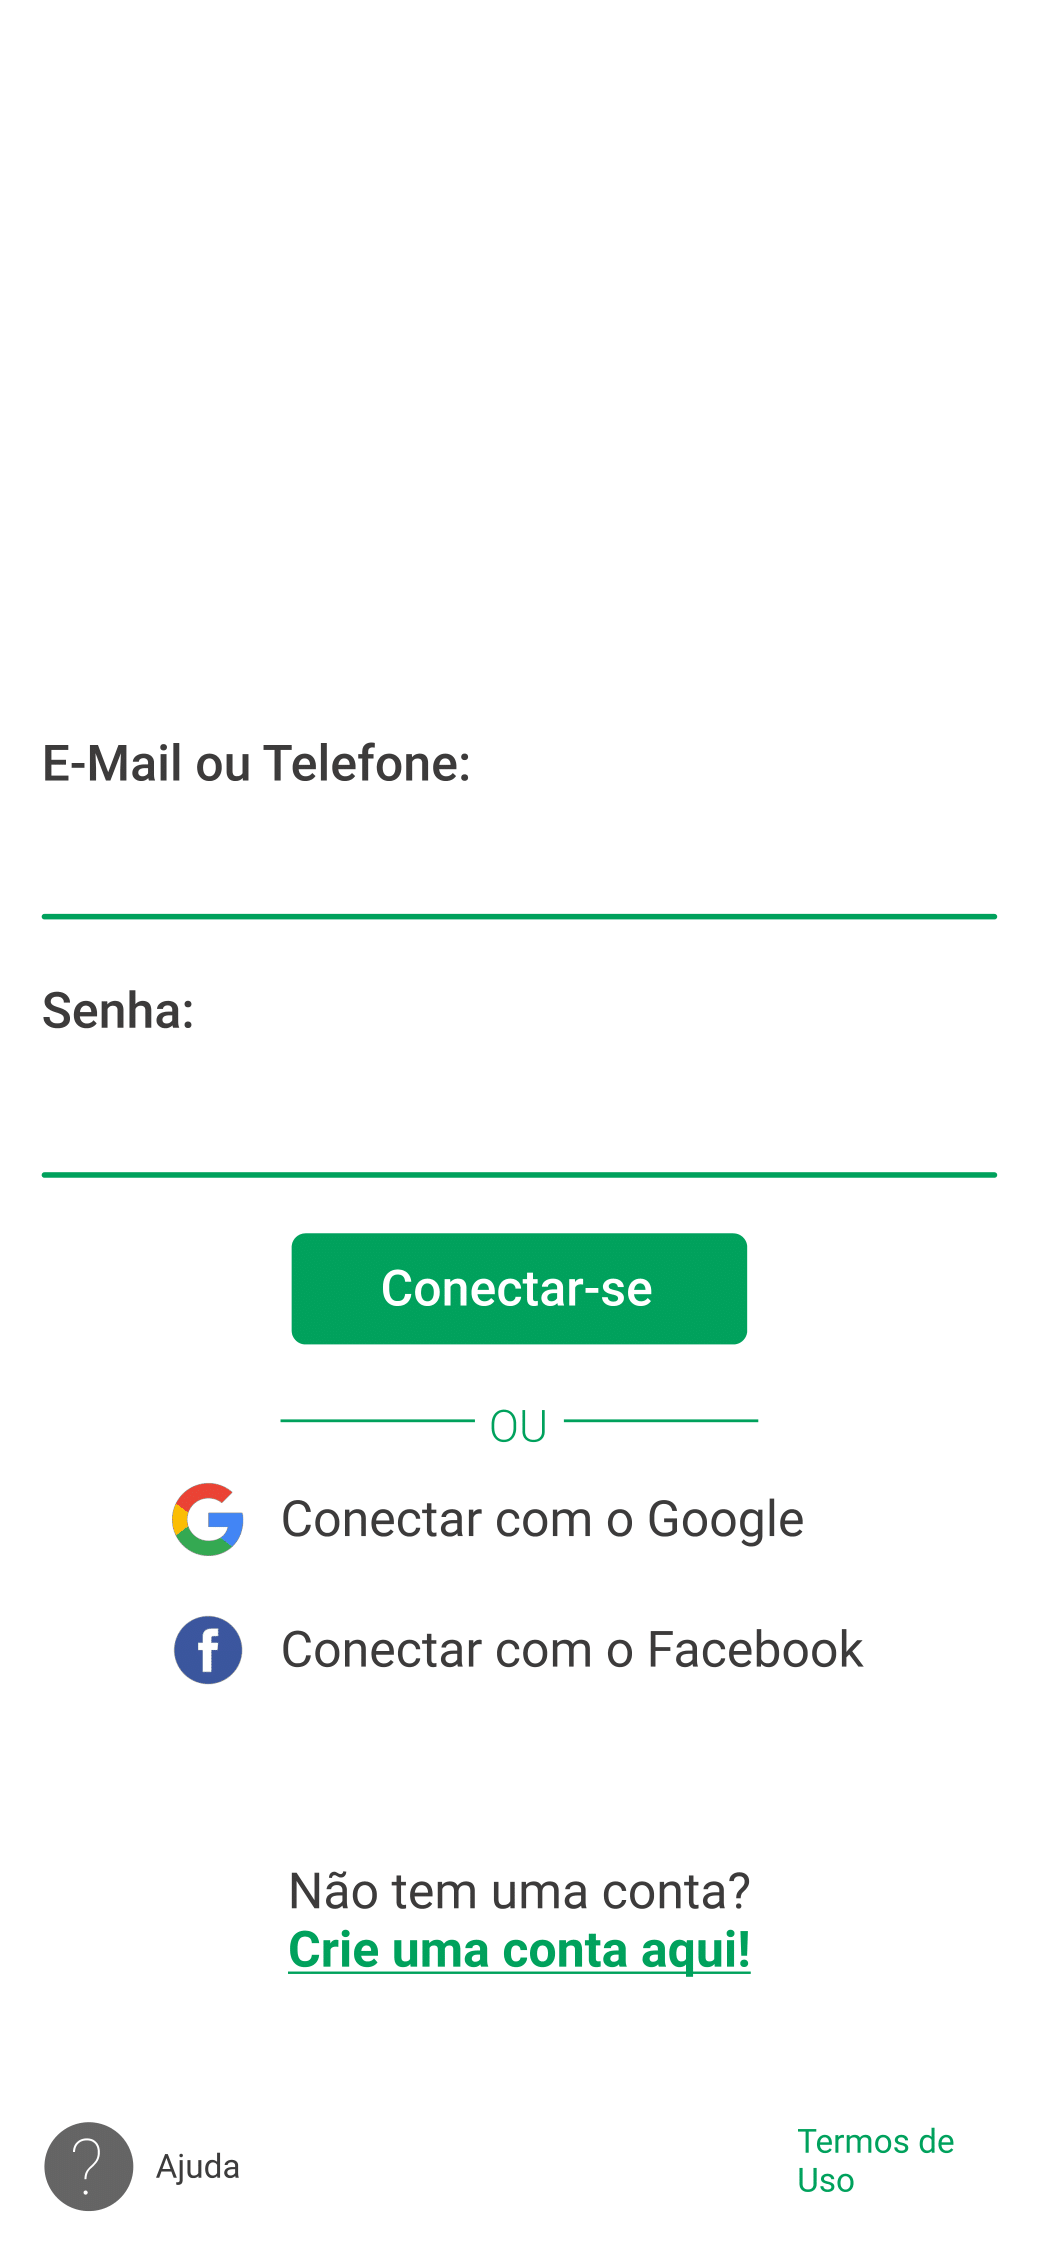 E-Mail ou Telefone:
Senha:
Conectar-se
OU
Conectar com o Google
Conectar com o Facebook
Não tem uma conta?
Crie uma conta aqui!
? Ajuda
Termos de
Uso